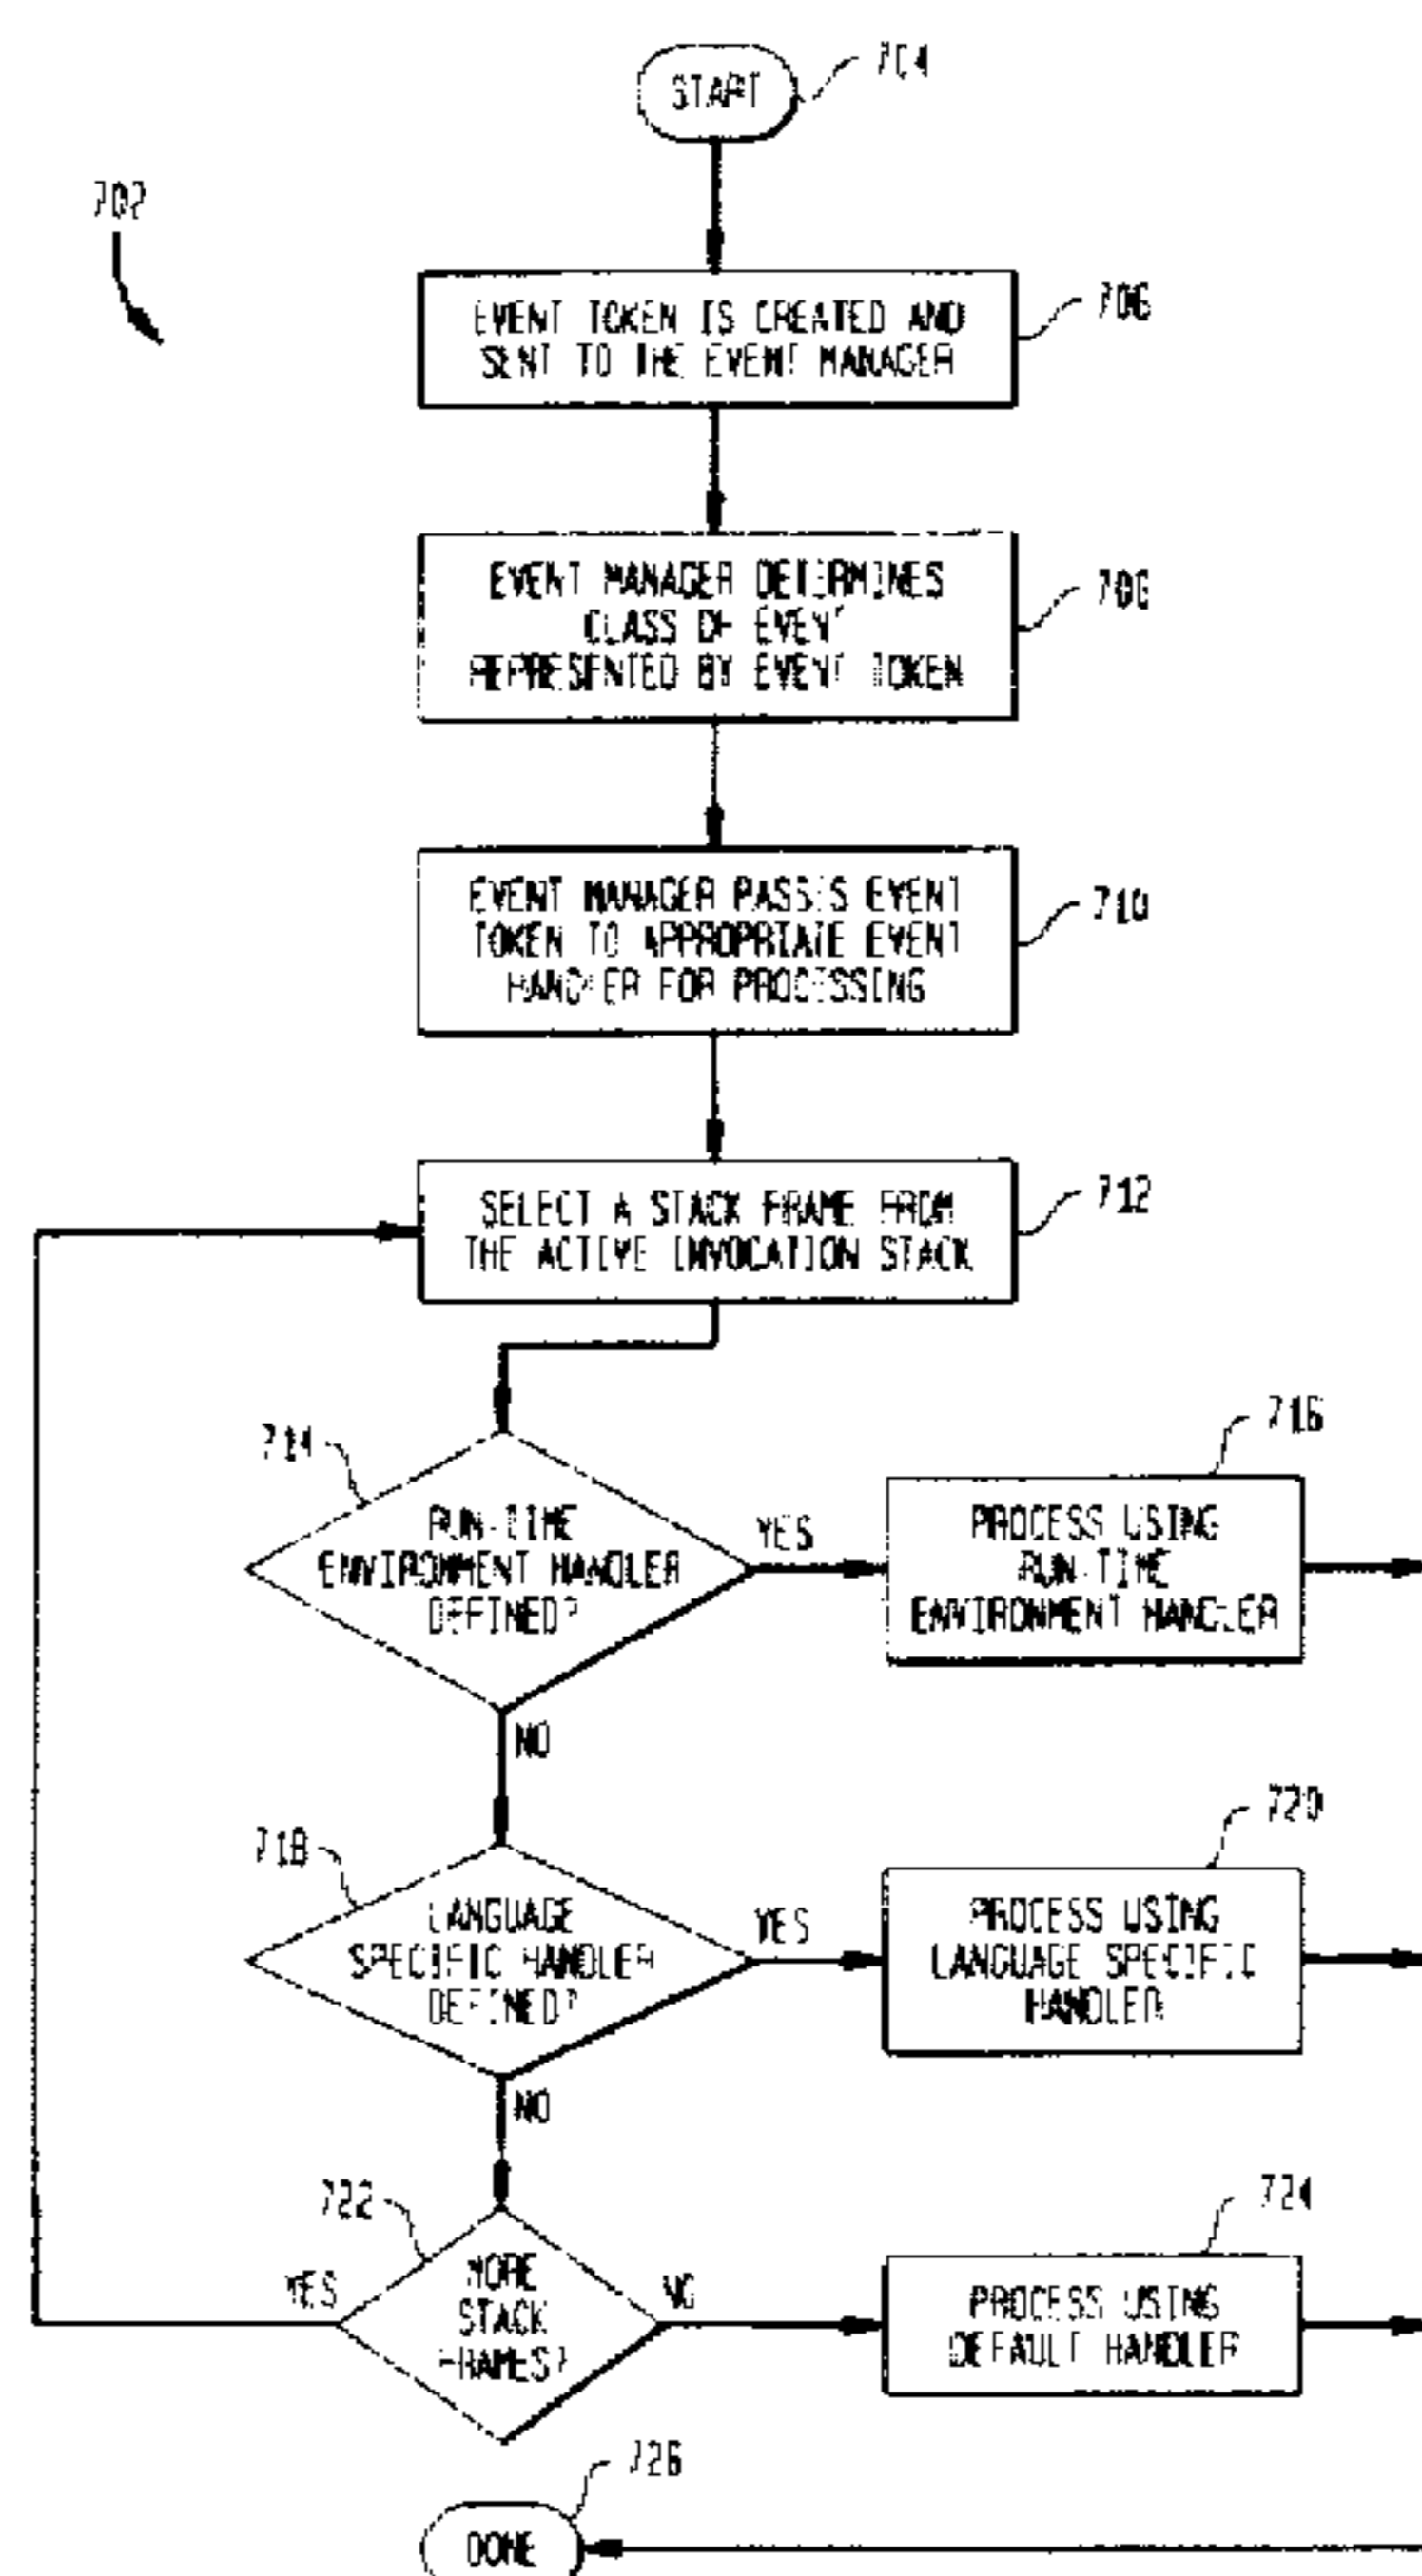 START
704
702
EVENT TOKEN IS CREATED AND
SENT TO THE EVENT MANAGER
706
EVENT MANAGER DETERMINES
CLASS OF EVENT
REPRESENTED BY EVENT TOKEN
EVENT MANAGER PASSES EVENT
TOKEN TO APPROPRIATE EVENT
HANDLER FOR PROCESSING
710
SELECT A STACK FRAME FROM
THE ACTIVE INVOCATION STACK
712
714
RUN-TIME
ENVIRONMENT HANDLER
DEFINED?
YES
NO
716
PROCESS USING
RUN-TIME
ENVIRONMENT HANDLER
718
LANGUAGE
SPECIFIC HANDLER
DEFINED?
YES
NO
720
PROCESS USING
LANGUAGE SPECIFIC
HANDLER
722
YES
MORE
STACK
FRAMES?
NO
724
PROCESS USING
DEFAULT HANDLER
726
DONE